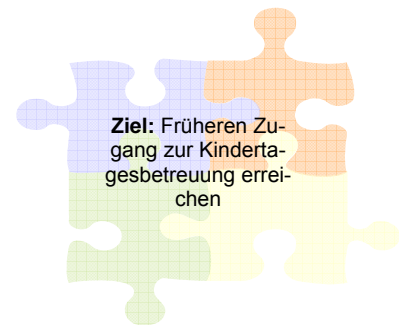 Ziel: Früheren Zu-
gang zur Kinderta-
gesbetreuung errei-
chen